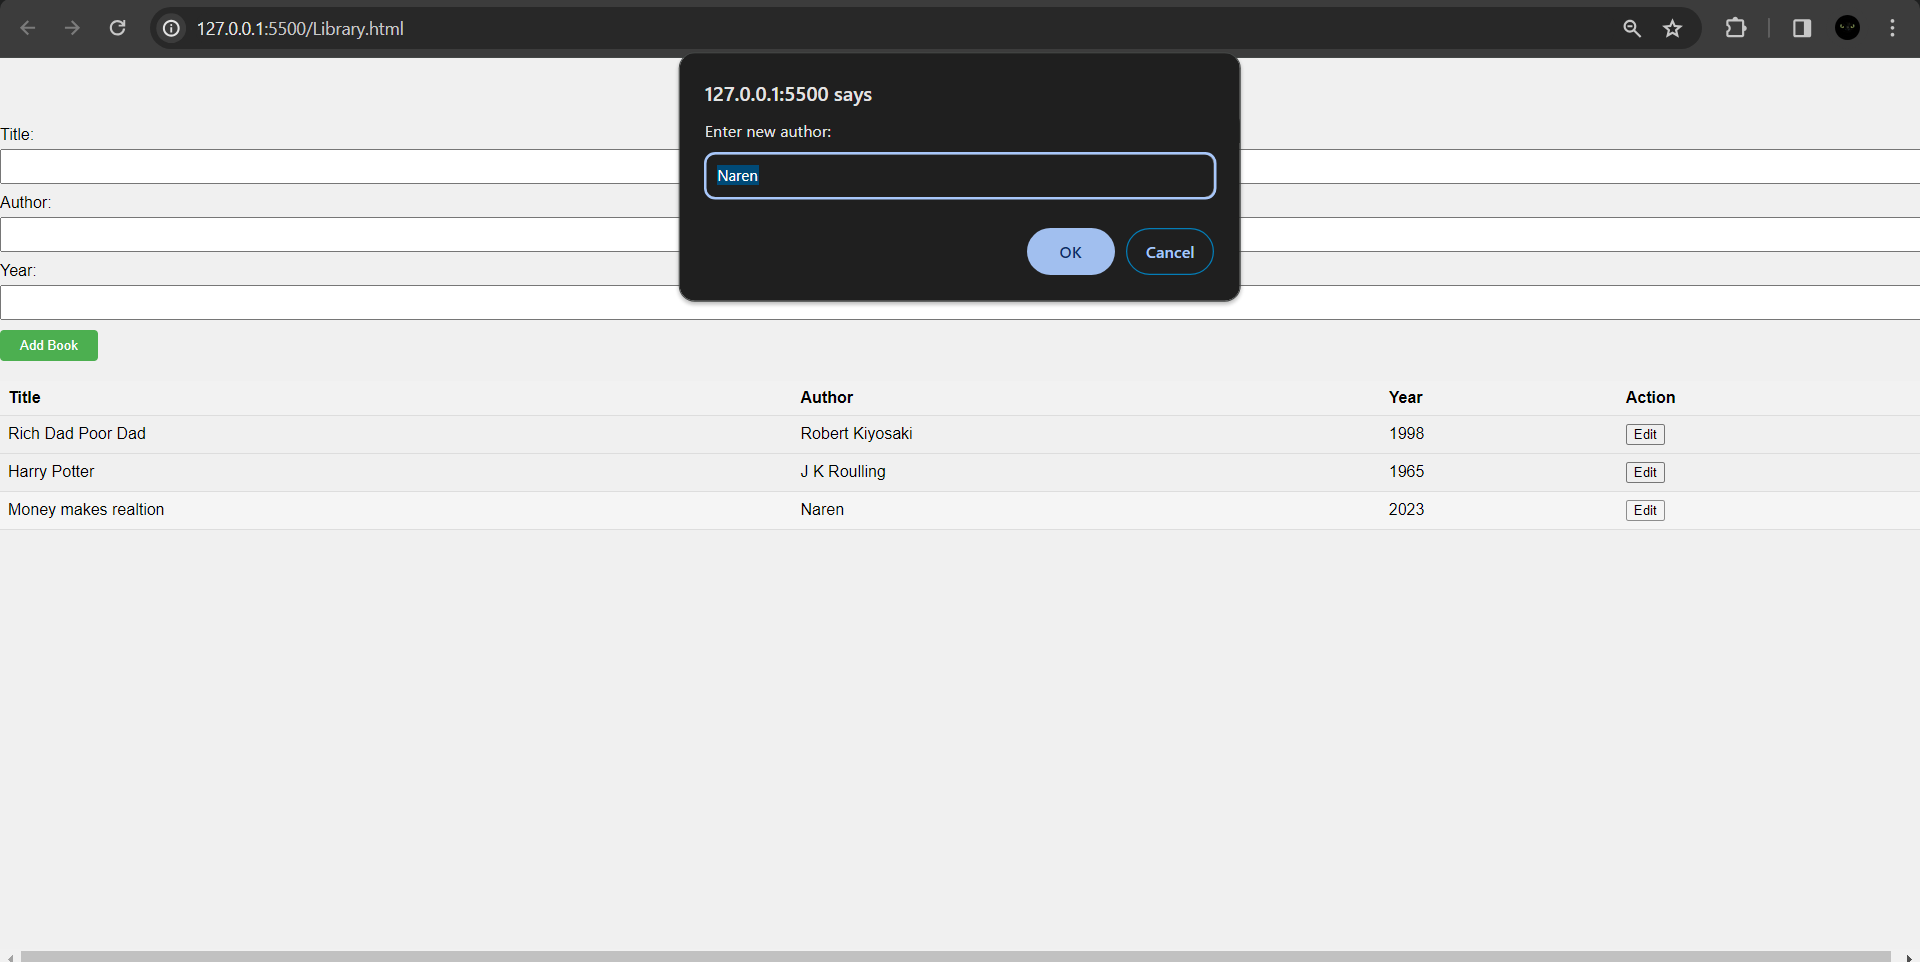 127.0.0.1:5500/Library.html
127.0.0.1:5500 says
Enter new author:
Naren
OK Cancel
Title:
Author:
Year:
Add Book
Title Author Year Action
Rich Dad Poor Dad Robert Kiyosaki 1998 Edit
Harry Potter J K Roulling 1965 Edit
Money makes realtion Naren 2023 Edit